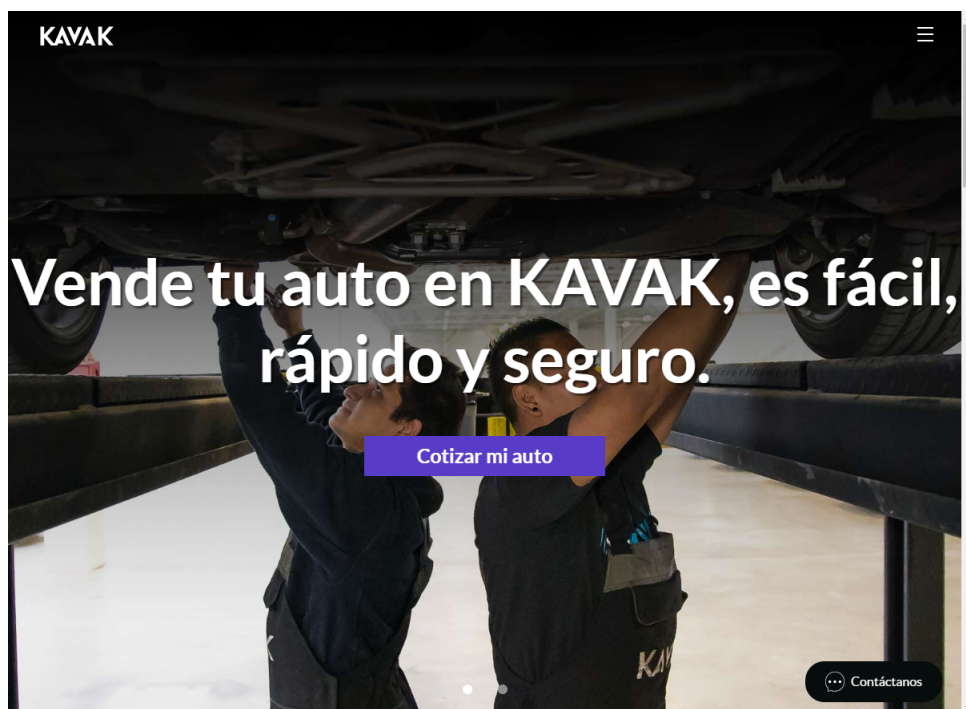 KAVAK
Vende tu auto en KAVAK, es fácil,
rápido y seguro.
Cotizar mi auto
Contáctanos